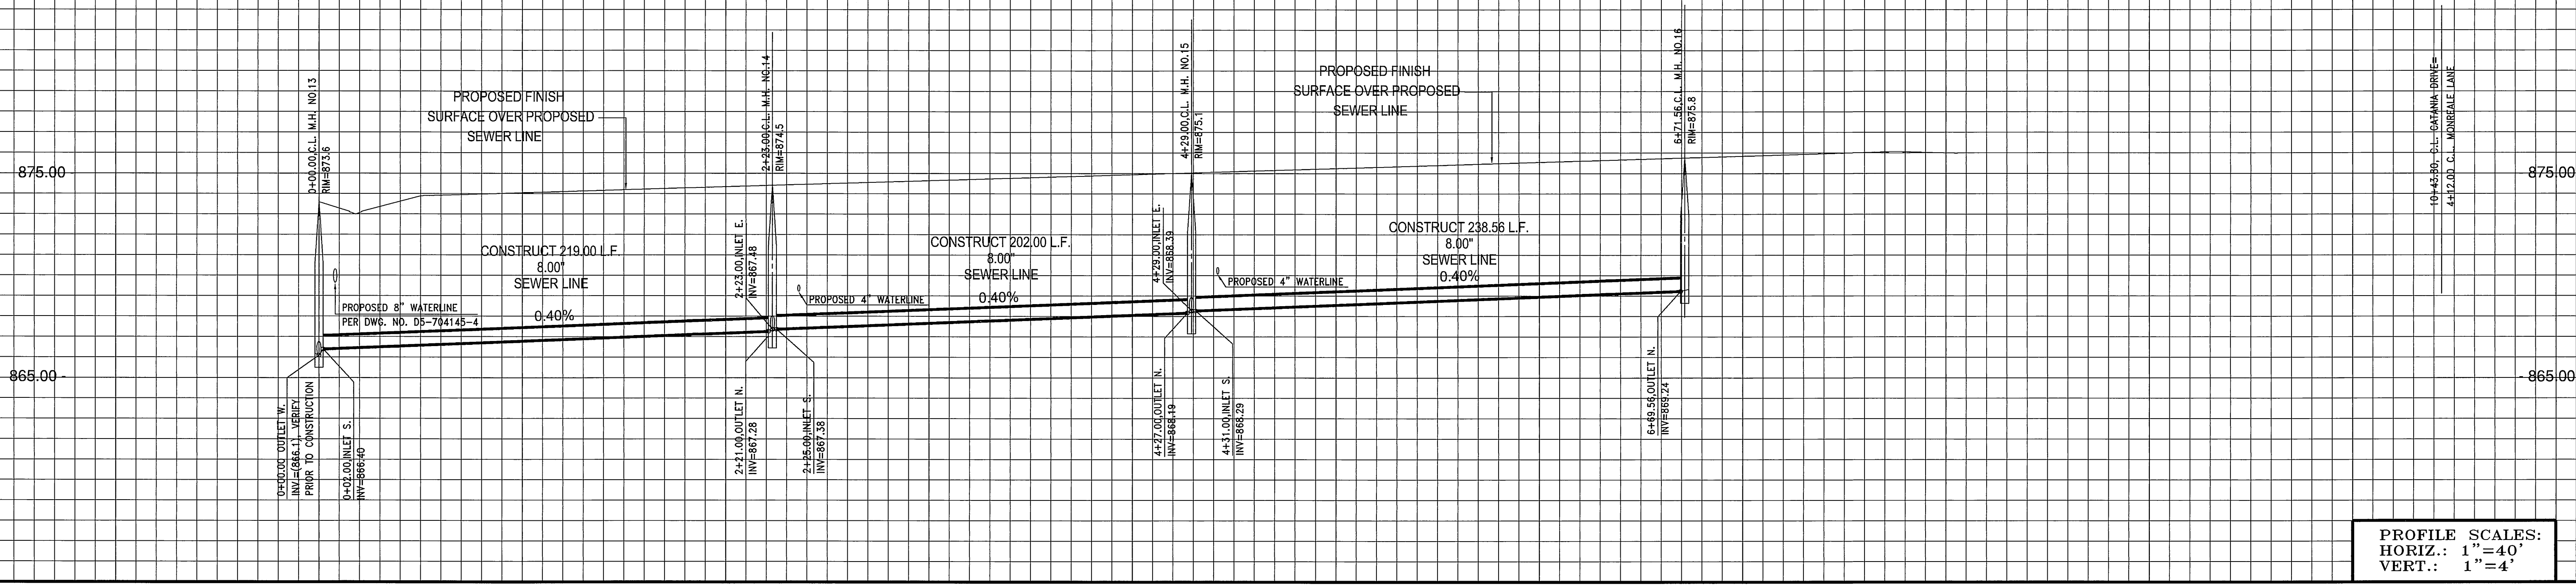 0+00.00,C.L. M.H. NO.13
RIM=873.6
PROPOSED FINISH
SURFACE OVER PROPOSED
SEWER LINE
2+23.00,C.L. M.H. NO.14
RIM=874.5
4+29.00,C.L. M.H. NO.15
RIM=875.1
PROPOSED FINISH
SURFACE OVER PROPOSED
SEWER LINE
6+71.56,C.L. M.H. NO.16
RIM=875.8
10+43.80, C.L. CATANIA DRIVE=
4+12.00 C.L. MONREALE LANE
875.00
875.00
CONSTRUCT 219.00 L.F.
8.00"
SEWER LINE
0.40%
PROPOSED 8" WATERLINE
PER DWG. NO. D5-704145-4
2+23.00,INLET E.
INV=867.48
CONSTRUCT 202.00 L.F.
8.00"
SEWER LINE
0.40%
PROPOSED 4" WATERLINE
4+29.00,INLET E.
INV=868.39
CONSTRUCT 238.56 L.F.
8.00"
SEWER LINE
0.40%
PROPOSED 4" WATERLINE
865.00 -
- 865.00
0+00.00 OUTLET W.
INV.=(866.1), VERIFY
PRIOR TO CONSTRUCTION
0+02.00,INLET S.
INV=866.40
2+21.00,OUTLET N.
INV=867.28
2+25.00,INLET S.
INV=867.38
4+27.00,OUTLET N.
INV=868.19
4+31.00,INLET S.
INV=868.29
6+69.56,OUTLET N.
INV=869.24
PROFILE SCALES:
HORIZ.: 1"=40'
VERT.: 1"=4'